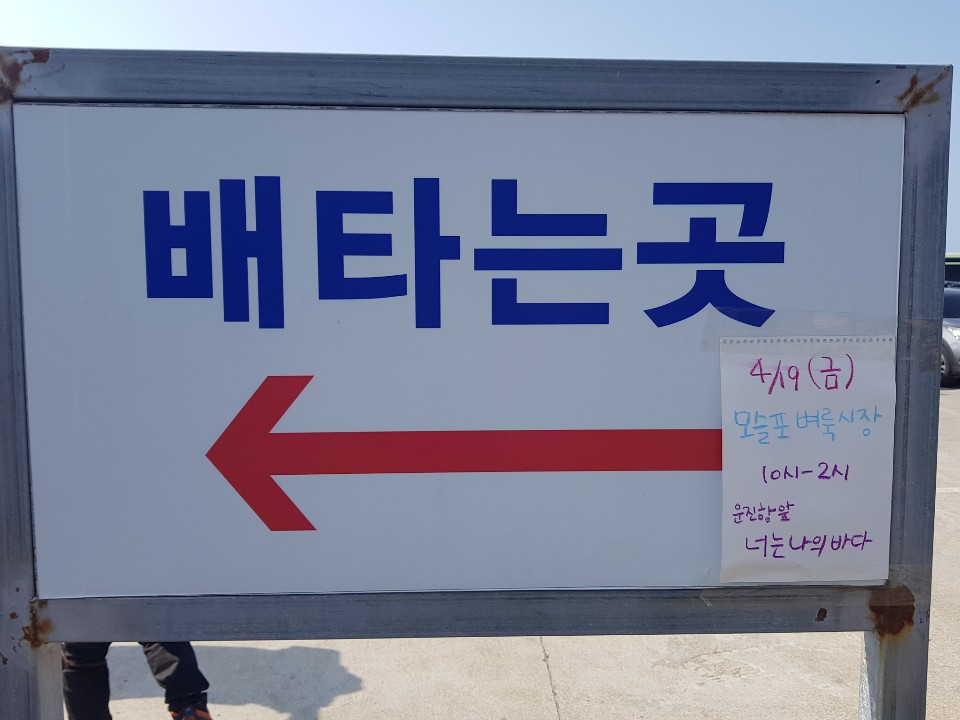 배타는곳
4/19(금)
모슬포 벼룩시장
10시-2시
운진항앞
너는나의바다